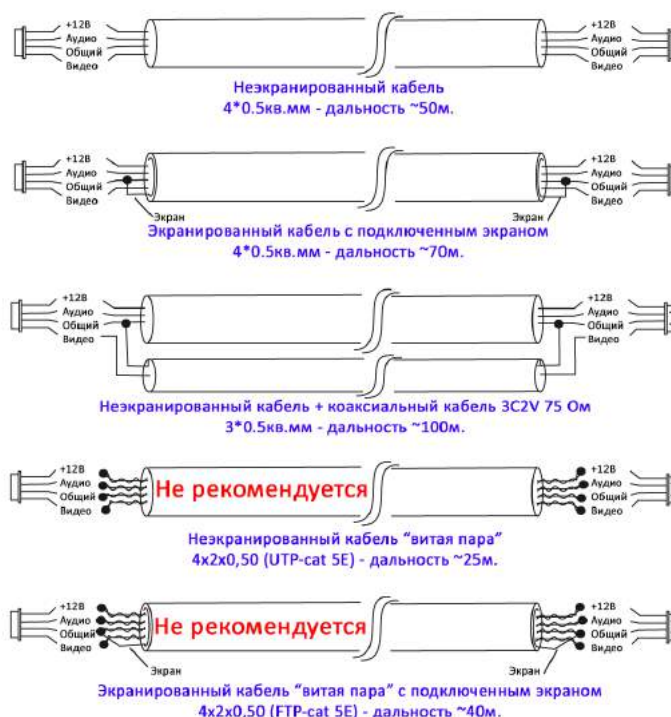 +12В +12В
Аудио Аудио
Общий Общий
Видео Видео
Неэкранированный кабель
4*0.5кв.мм - дальность ~50м.
+12В +12В
Аудио Аудио
Общий Общий
Видео Видео
Экран Экран
Экранированный кабель с подключенным экраном
4*0.5кв.мм - дальность ~70м.
+12В +12В
Аудио Аудио
Общий Общий
Видео Видео
Неэкранированный кабель + коаксиальный кабель 3C2V 75 Ом
3*0.5кв.мм - дальность ~100м.
+12В +12В
Аудио Аудио
Общий Общий
Видео Видео
Не рекомендуется
Неэкранированный кабель "витая пара"
4х2х0,50 (UTP-cat 5E) - дальность ~25м.
+12В +12В
Аудио Аудио
Общий Общий
Видео Видео
Не рекомендуется
Экран Экран
Экранированный кабель "витая пара" с подключенным экраном
4х2х0,50 (FTP-cat 5E) - дальность ~40м.